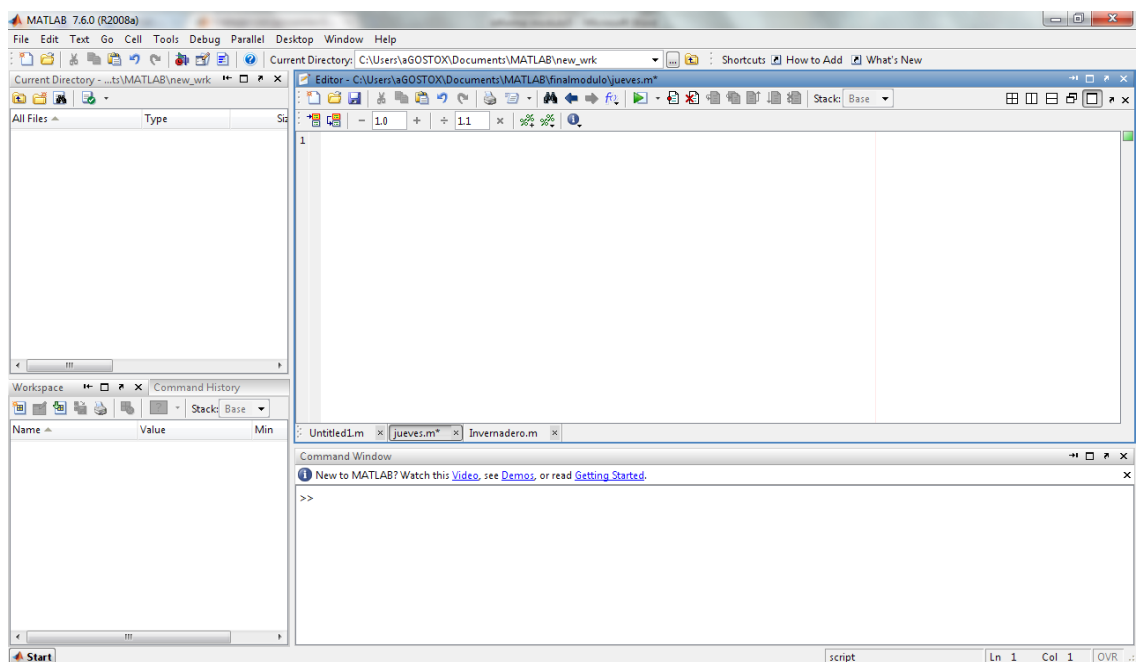 MATLAB 7.6.0 (R2008a)
File Edit Text Go Cell Tools Debug Parallel Desktop Window Help
Current Directory: C:\Users\aGOSTOX\Documents\MATLAB\new_wrk
Shortcuts How to Add What's New
Current Directory - ...ts\MATLAB\new_wrk
All Files Type Siz
Editor - C:\Users\aGOSTOX\Documents\MATLAB\finalmodulo\jueves.m*
Stack: Base
- 1.0 + ÷ 1.1 ×
1
Untitled1.m × jueves.m* × Invernadero.m ×
Workspace Command History
Stack: Base
Name Value Min
Command Window
New to MATLAB? Watch this Video, see Demos, or read Getting Started.
>>
Start
script Ln 1 Col 1 OVR